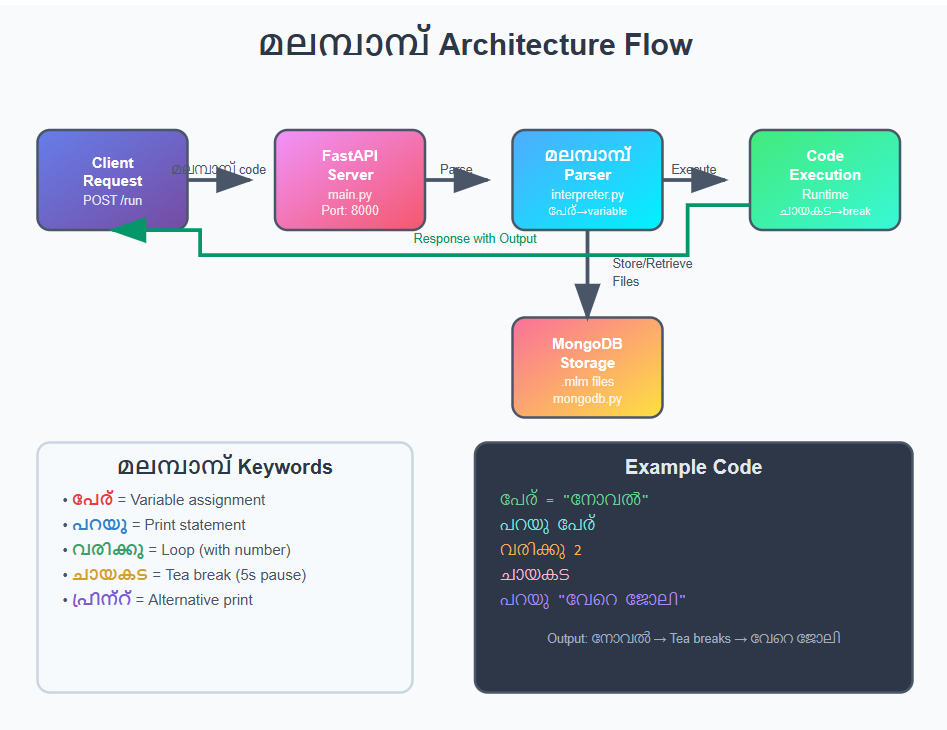 മലമ്പാമ്പ് Architecture Flow
Client
Request
POST /run
മലമ്പാമ്പ് code
FastAPI
Server
main.py
Port: 8000
Parse
മലമ്പാമ്പ്
Parser
interpreter.py
പേര്→variable
Execute
Code
Execution
Runtime
ചായകട→break
Response with Output
Store/Retrieve
Files
MongoDB
Storage
.mlm files
mongodb.py
മലമ്പാമ്പ് Keywords
• പേര് = Variable assignment
• പറയു = Print statement
• വരിക്കു = Loop (with number)
• ചായകട = Tea break (5s pause)
• പ്രിന്റ് = Alternative print
Example Code
പേര് = "നോവൽ"
പറയു പേര്
വരിക്കു 2
ചായകട
പറയു "വേറെ ജോലി"
Output: നോവൽ → Tea breaks → വേറെ ജോലി